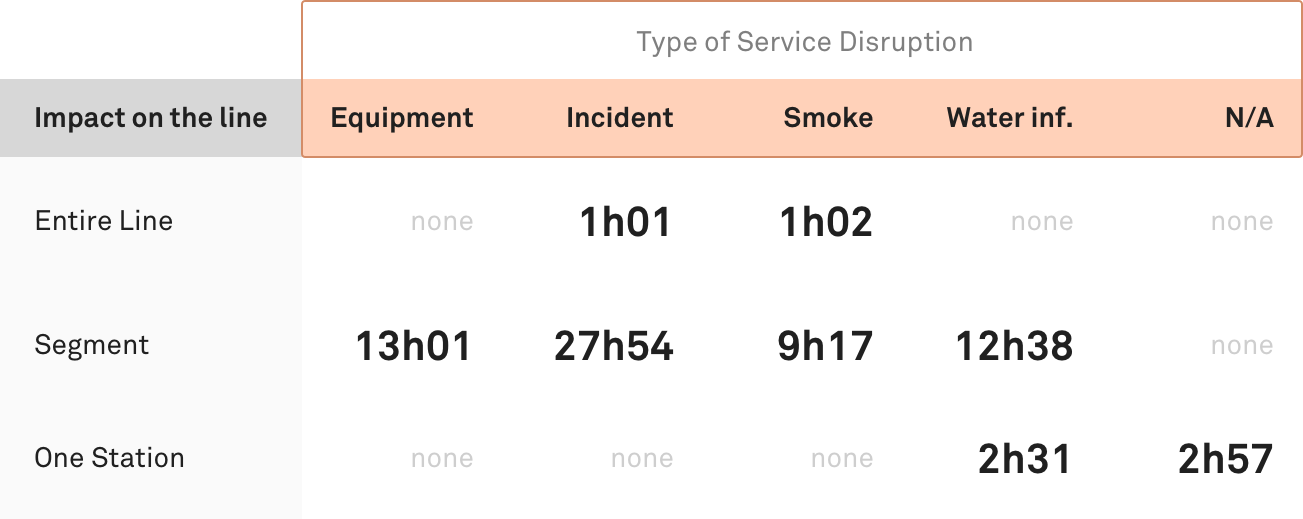 Type of Service Disruption
Impact on the line Equipment Incident Smoke Water inf. N/A
Entire Line none 1h01 1h02 none none
Segment 13h01 27h54 9h17 12h38 none
One Station none none none 2h31 2h57